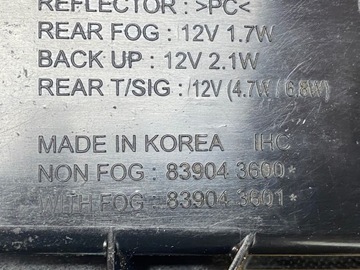 REFLECTOR : >PC<
REAR FOG : 12V 1.7W
BACK UP : 12V 2.1W
REAR T/SIG : 12V (4.7W / 6.8W)
MADE IN KOREA IHC
NON FOG : 83904 3600*
WITH FOG : 83904 3601*